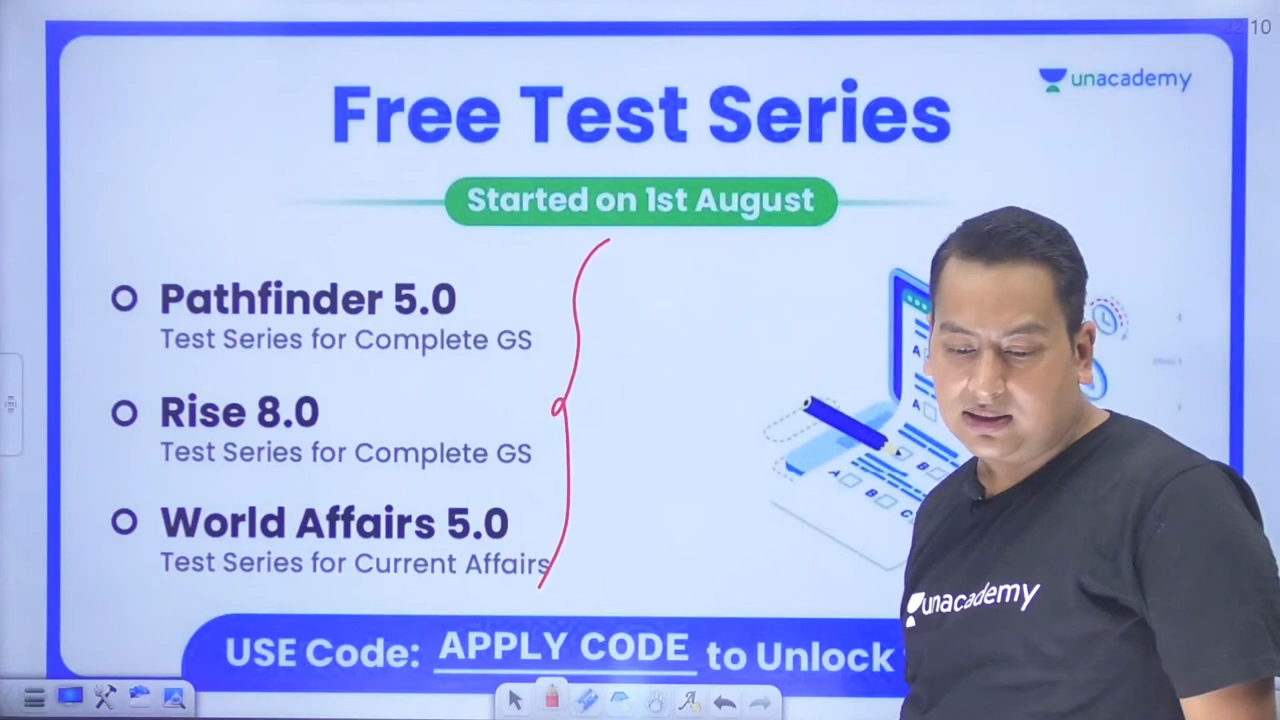 22:10
unacademy
Free Test Series
Started on 1st August
Pathfinder 5.0
Test Series for Complete GS
Rise 8.0
Test Series for Complete GS
World Affairs 5.0
Test Series for Current Affairs
USE Code: APPLY CODE to Unlock
unacademy
A
A
A
B
A
B
C